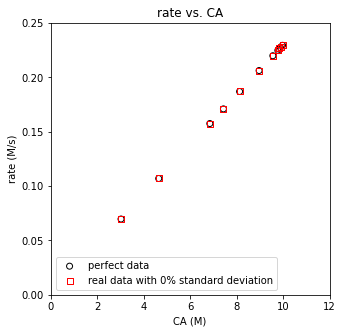 rate vs. CA
0.25
0.20
0.15
0.10
0.05
0.00
rate (M/s)
perfect data
real data with 0% standard deviation
0 2 4 6 8 10 12
CA (M)